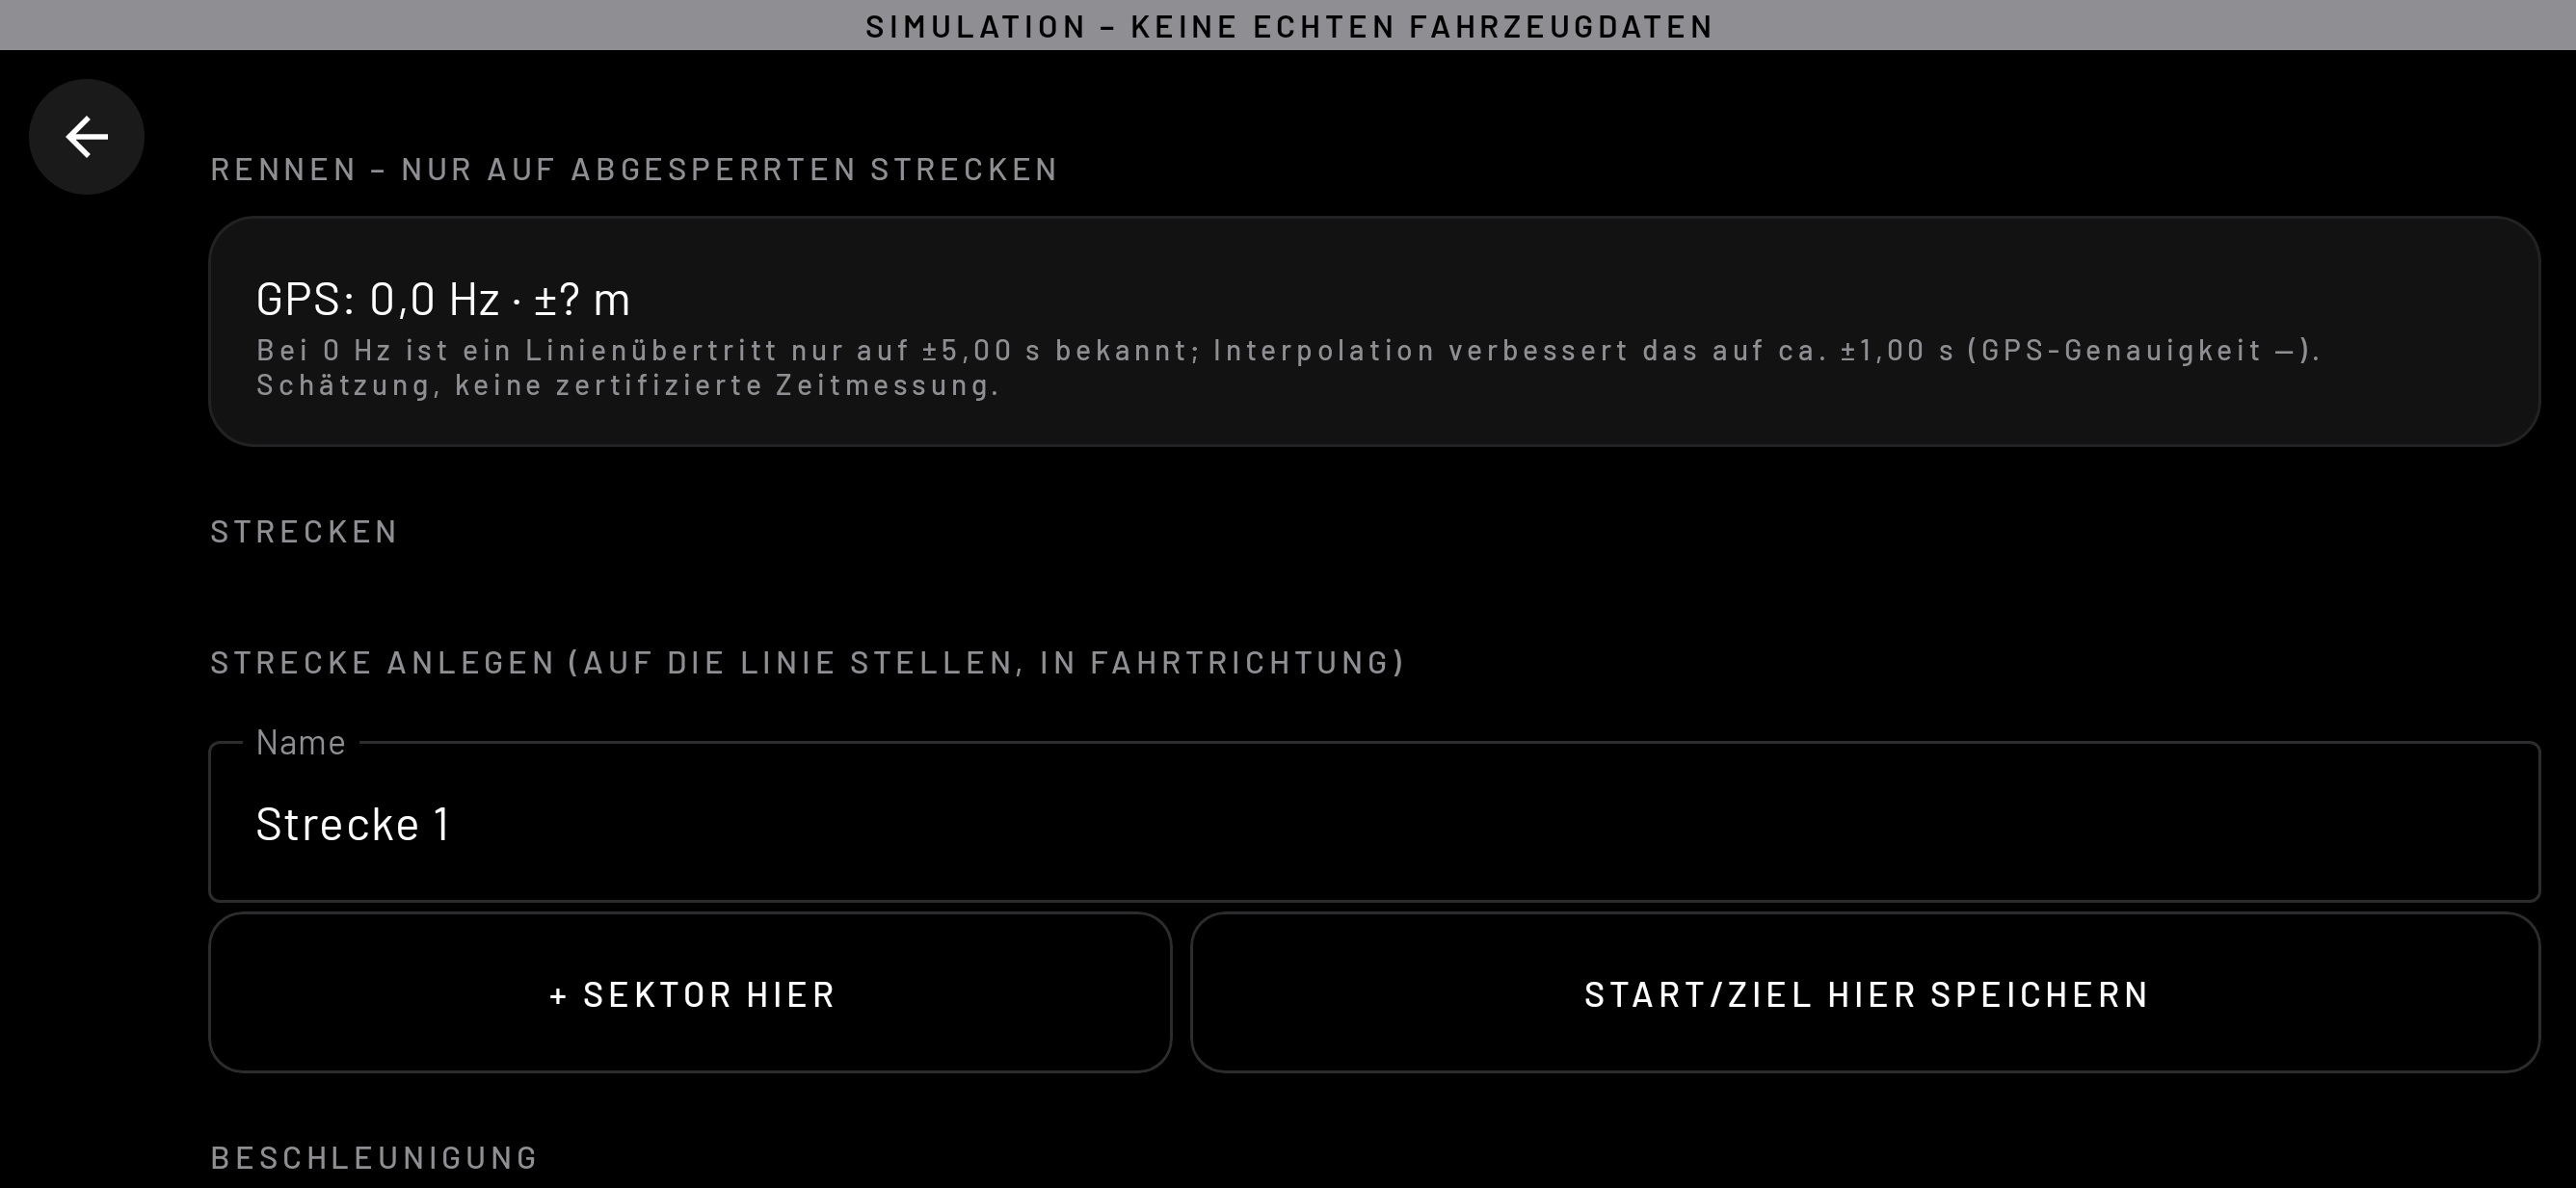 SIMULATION – KEINE ECHTEN FAHRZEUGDATEN
RENNEN – NUR AUF ABGESPERRTEN STRECKEN
GPS: 0,0 Hz · ±? m
Bei 0 Hz ist ein Linienübertritt nur auf ±5,00 s bekannt; Interpolation verbessert das auf ca. ±1,00 s (GPS-Genauigkeit —).
Schätzung, keine zertifizierte Zeitmessung.
STRECKEN
STRECKE ANLEGEN (AUF DIE LINIE STELLEN, IN FAHRTRICHTUNG)
Name
Strecke 1
+ SEKTOR HIER
START/ZIEL HIER SPEICHERN
BESCHLEUNIGUNG